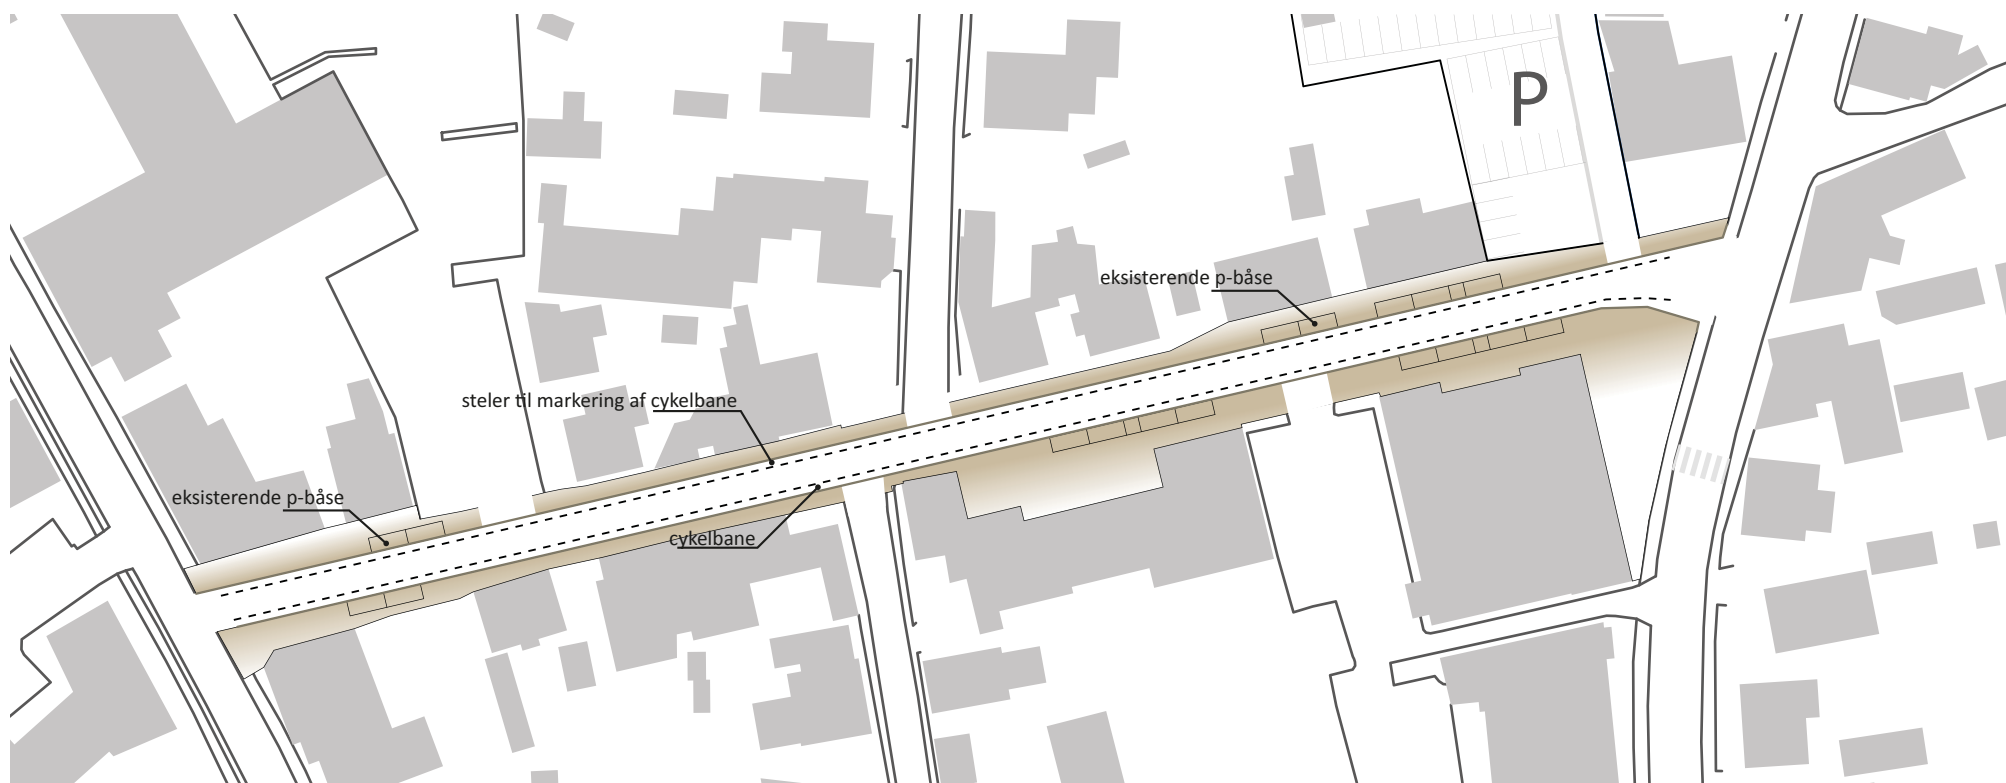 P
eksisterende p-båse
steler til markering af cykelbane
eksisterende p-båse
cykelbane